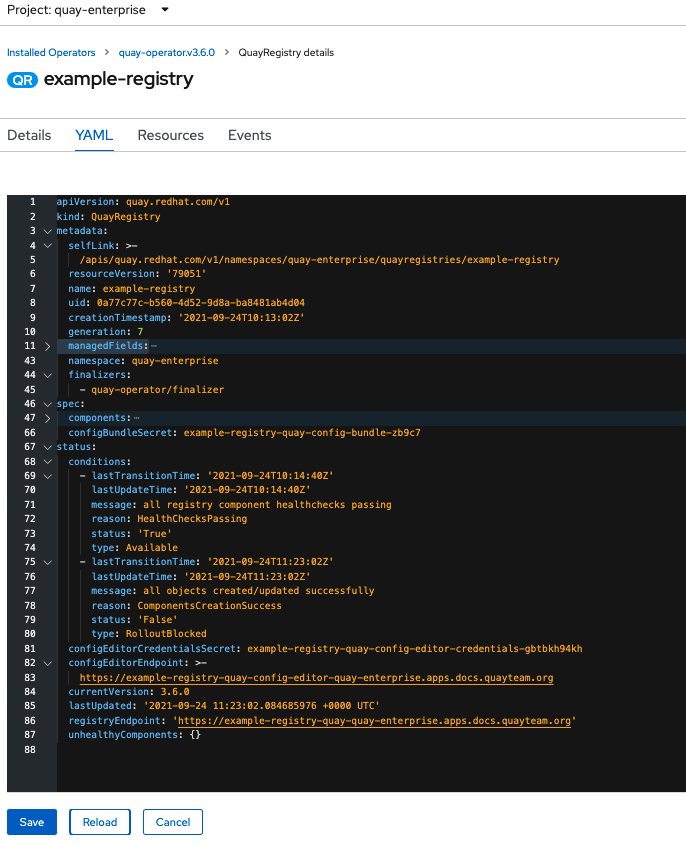 Project: quay-enterprise
Installed Operators > quay-operator.v3.6.0 > QuayRegistry details
QR example-registry
Details YAML Resources Events
1 apiVersion: quay.redhat.com/v1
2 kind: QuayRegistry
3 metadata:
4 selfLink: >-
5 /apis/quay.redhat.com/v1/namespaces/quay-enterprise/quayregistries/example-registry
6 resourceVersion: '79051'
7 name: example-registry
8 uid: 0a77c77c-b560-4d52-9d8a-ba8481ab4d04
9 creationTimestamp: '2021-09-24T10:13:02Z'
10 generation: 7
11 managedFields:⋯
43 namespace: quay-enterprise
44 finalizers:
45 - quay-operator/finalizer
46 spec:
47 components:⋯
66 configBundleSecret: example-registry-quay-config-bundle-zb9c7
67 status:
68 conditions:
69 - lastTransitionTime: '2021-09-24T10:14:40Z'
70 lastUpdateTime: '2021-09-24T10:14:40Z'
71 message: all registry component healthchecks passing
72 reason: HealthChecksPassing
73 status: 'True'
74 type: Available
75 - lastTransitionTime: '2021-09-24T11:23:02Z'
76 lastUpdateTime: '2021-09-24T11:23:02Z'
77 message: all objects created/updated successfully
78 reason: ComponentsCreationSuccess
79 status: 'False'
80 type: RolloutBlocked
81 configEditorCredentialsSecret: example-registry-quay-config-editor-credentials-gbtbkh94kh
82 configEditorEndpoint: >-
83 https://example-registry-quay-config-editor-quay-enterprise.apps.docs.quayteam.org
84 currentVersion: 3.6.0
85 lastUpdated: '2021-09-24 11:23:02.084685976 +0000 UTC'
86 registryEndpoint: 'https://example-registry-quay-quay-enterprise.apps.docs.quayteam.org'
87 unhealthyComponents: {}
88
Save Reload Cancel